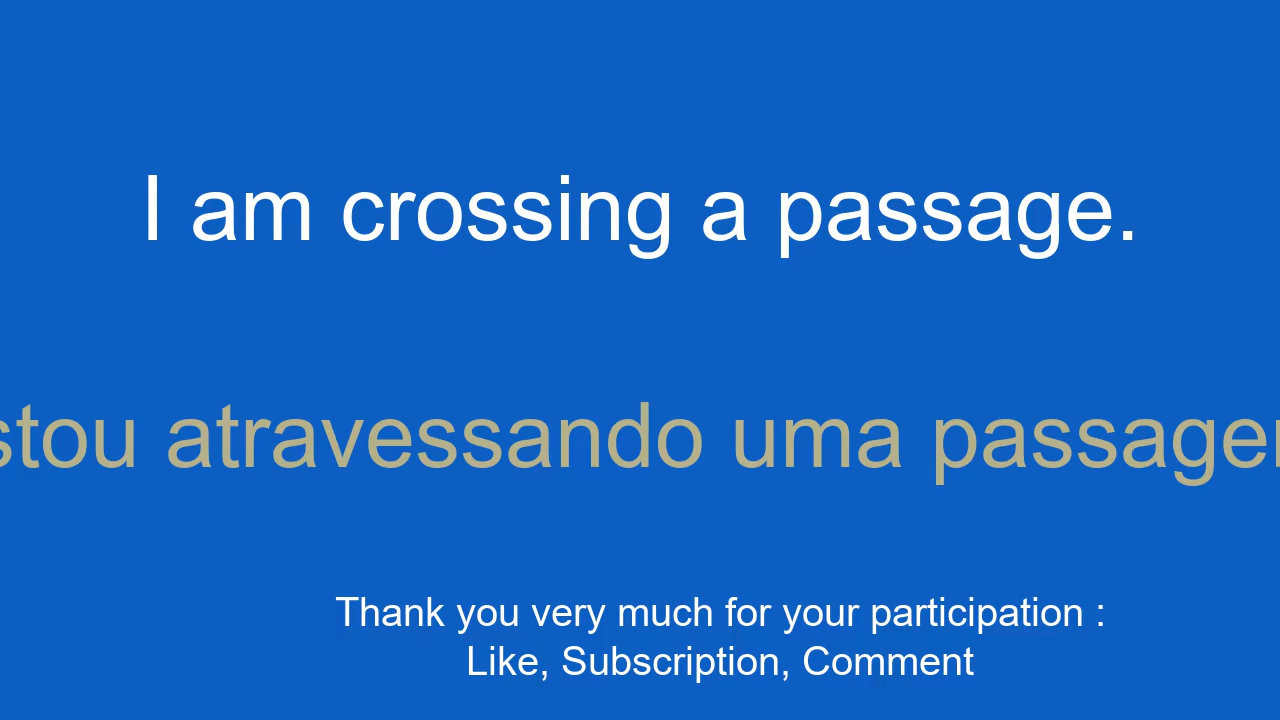 I am crossing a passage.
stou atravessando uma passage
Thank you very much for your participation :
Like, Subscription, Comment